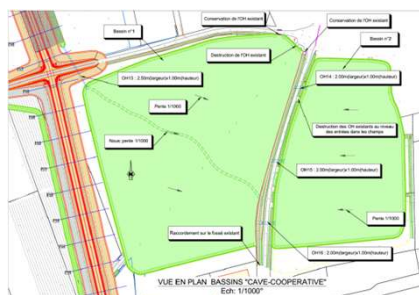 Conservation de l'OH existant
Conservation de l'OH existant
Bassin n°1
Bassin n°2
Destruction de l'OH existant
OH13 : 2.50m(largeur)x1.00m(hauteur)
OH14 : 2.00m(largeur)x1.00m(hauteur)
Pente 1/1000
Destruction des OH existants au niveau
des entrées dans les champs
Noue: pente 1/1000
OH15 : 2.00m(largeur)x1.00m(hauteur)
Pente 1/1000
Raccordement sur le fossé existant
OH16 : 2.00m(largeur)x1.00m(hauteur)
VUE EN PLAN BASSINS "CAVE-COOPERATIVE"
Ech: 1/1000°